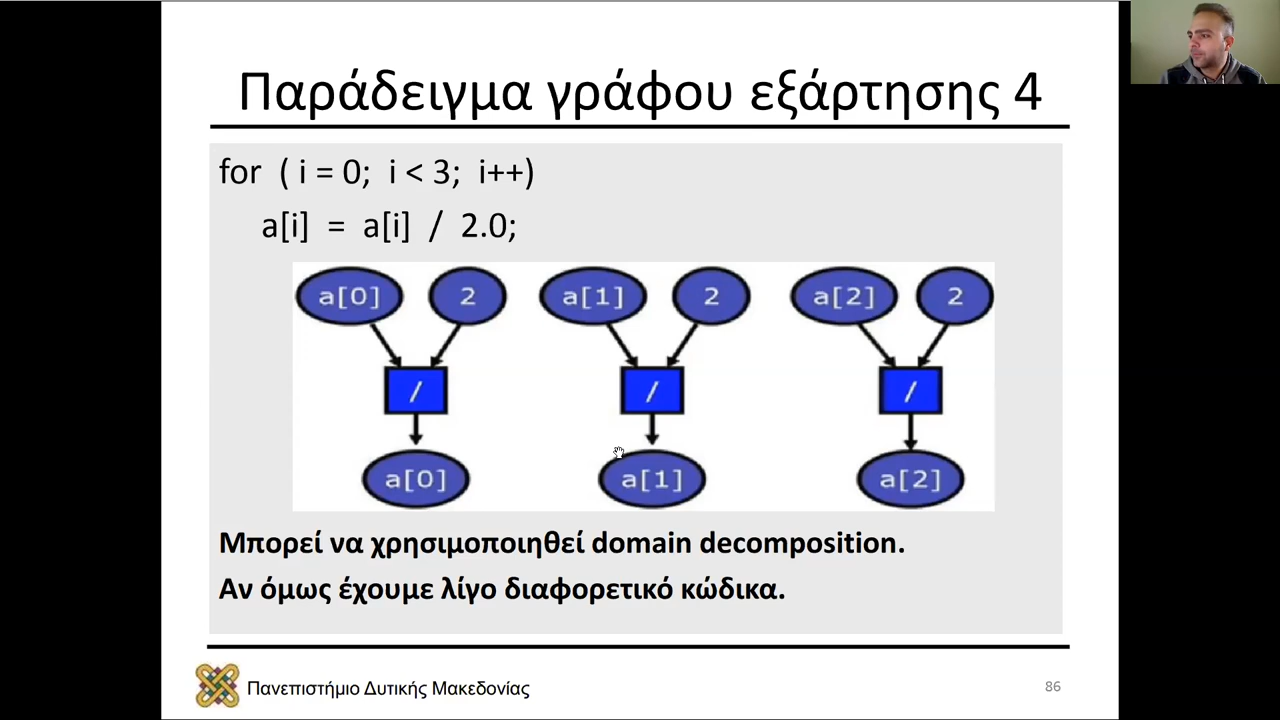 Παράδειγμα γράφου εξάρτησης 4
for ( i = 0; i < 3; i++)
a[i] = a[i] / 2.0;
a[0] 2 a[1] 2 a[2] 2
/ / /
a[0] a[1] a[2]
Μπορεί να χρησιμοποιηθεί domain decomposition.
Αν όμως έχουμε λίγο διαφορετικό κώδικα.
Πανεπιστήμιο Δυτικής Μακεδονίας
86